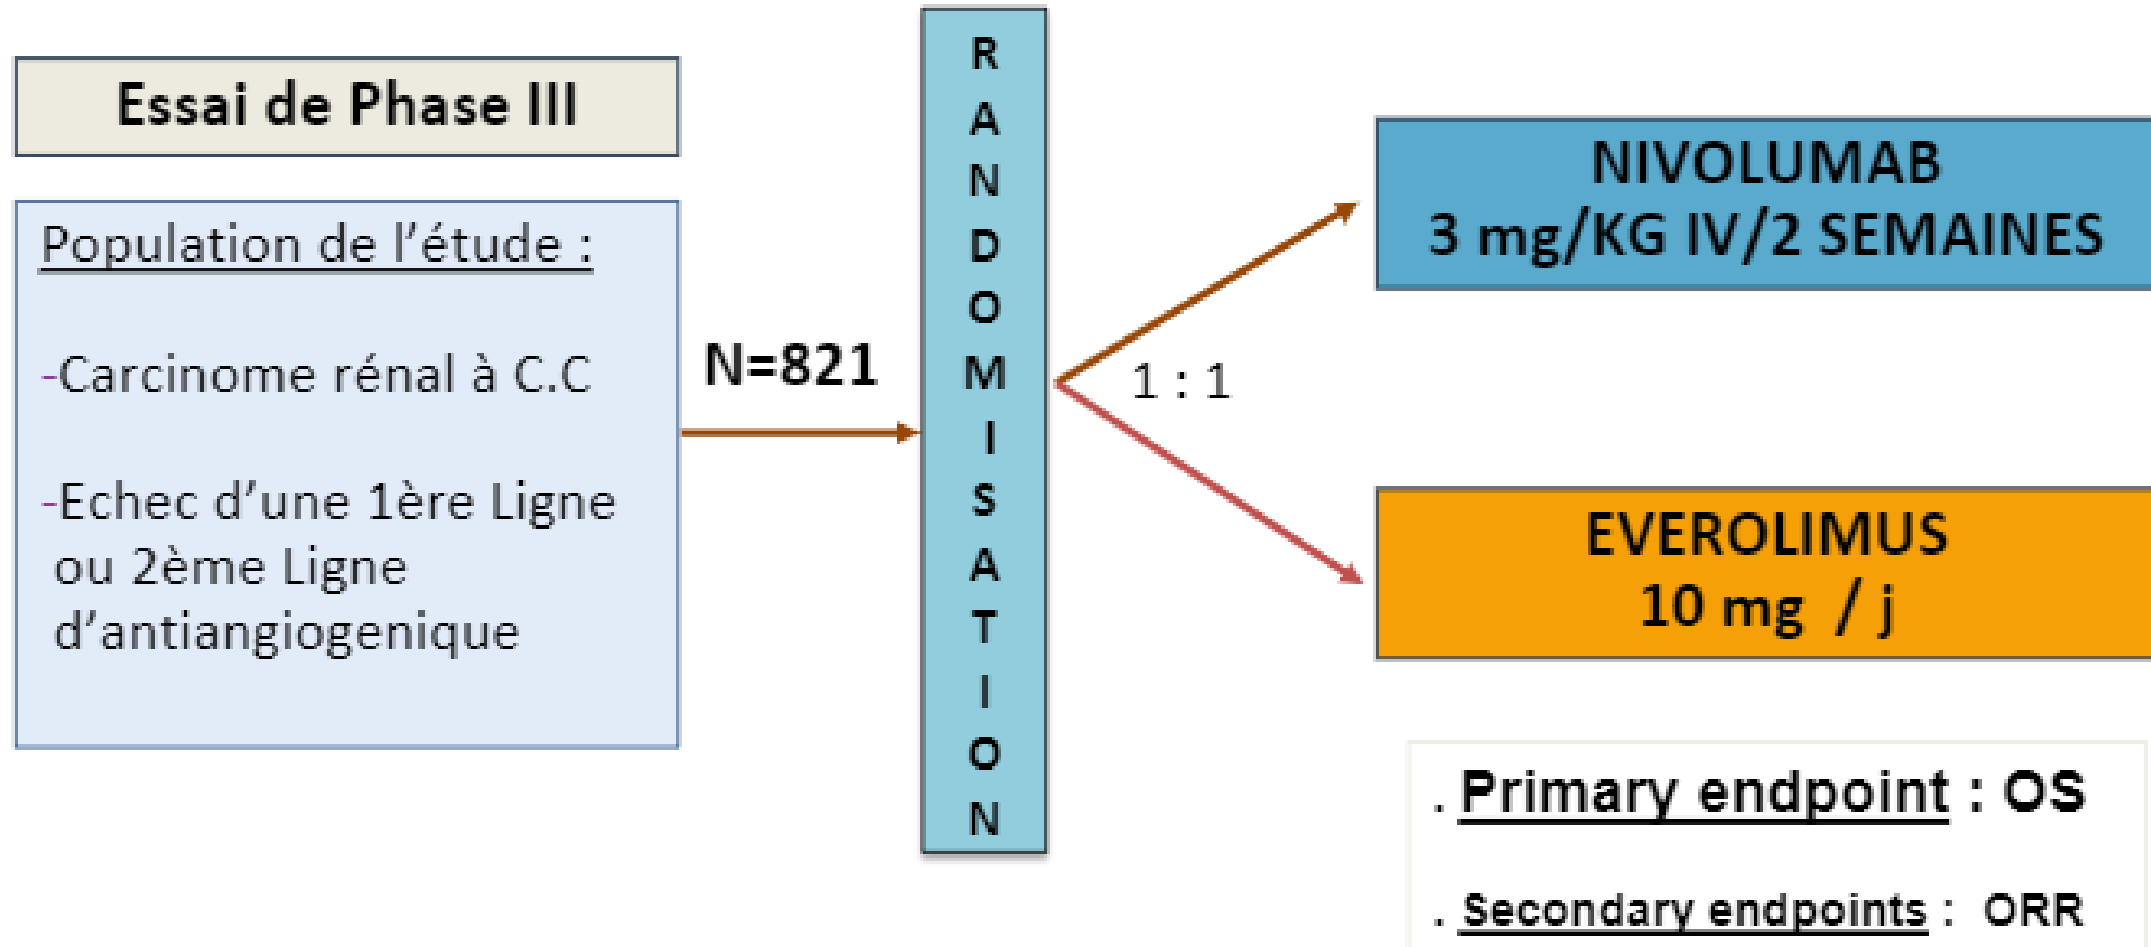 Essai de Phase III
Population de l'étude :
-Carcinome rénal à C.C
-Echec d'une 1ère Ligne
ou 2ème Ligne
d'antiangiogenique
N=821
RANDOMISATION
1 : 1
NIVOLUMAB
3 mg/KG IV/2 SEMAINES
EVEROLIMUS
10 mg / j
. Primary endpoint : OS
. Secondary endpoints : ORR